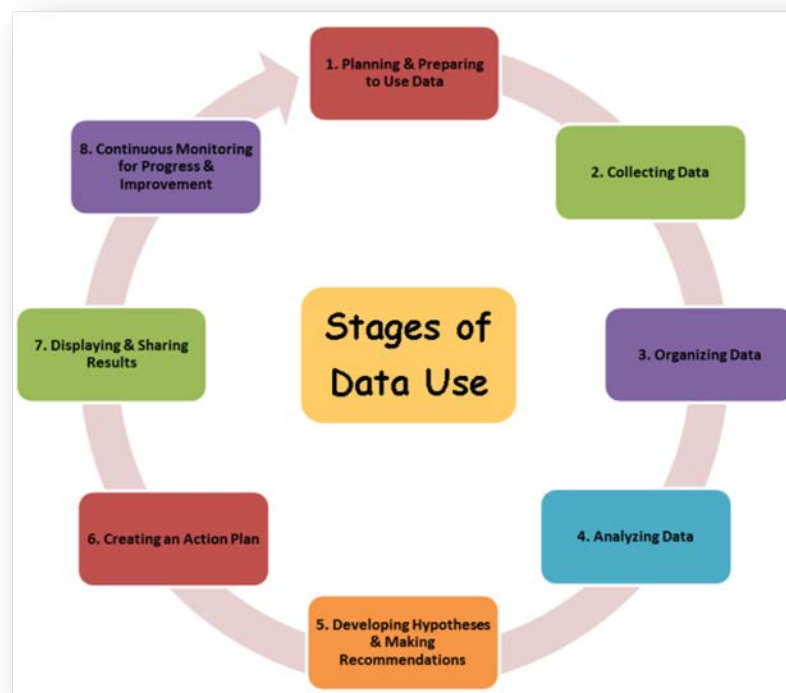 1. Planning & Preparing
to Use Data
2. Collecting Data
3. Organizing Data
4. Analyzing Data
5. Developing Hypotheses
& Making
Recommendations
6. Creating an Action Plan
7. Displaying & Sharing
Results
8. Continuous Monitoring
for Progress &
Improvement
Stages of
Data Use